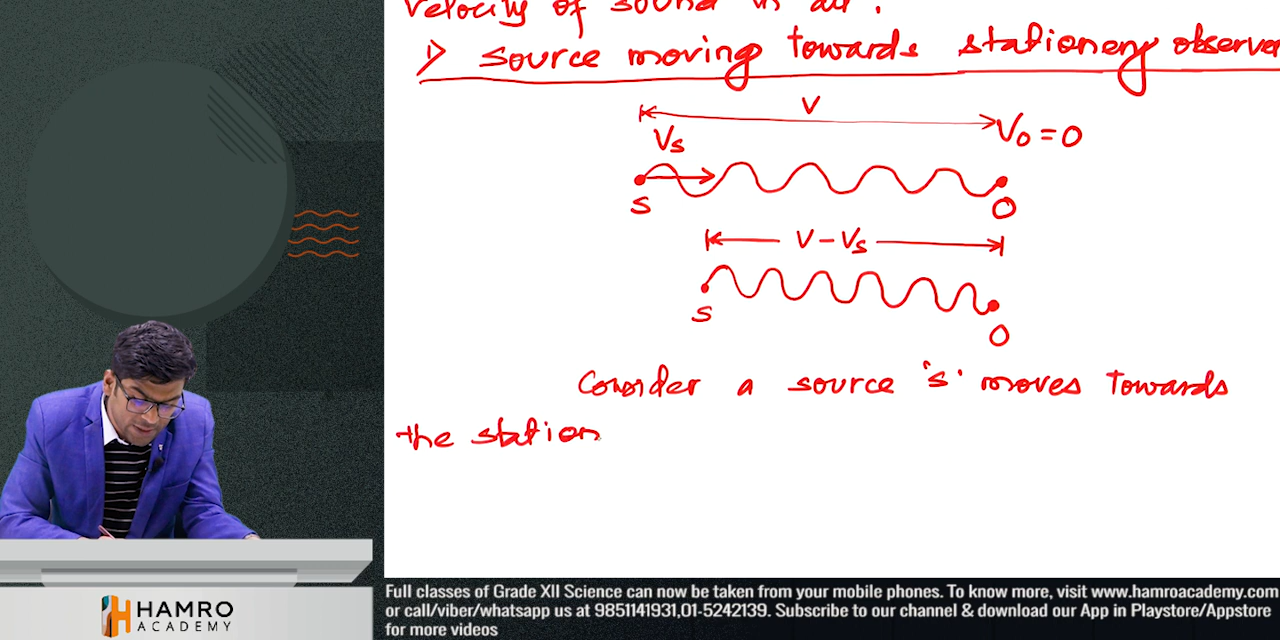 Velocity of sound in air.
1> source moving towards stationery observer
V
Vs
Vo = 0
S
O
V - Vs
S
O
Consider a source 's' moves towards
the station
HAMRO
ACADEMY
Full classes of Grade XII Science can now be taken from your mobile phones. To know more, visit www.hamroacademy.com
or call/viber/whatsapp us at 9851141931,01-5242139. Subscribe to our channel & download our App in Playstore/Appstore
for more videos